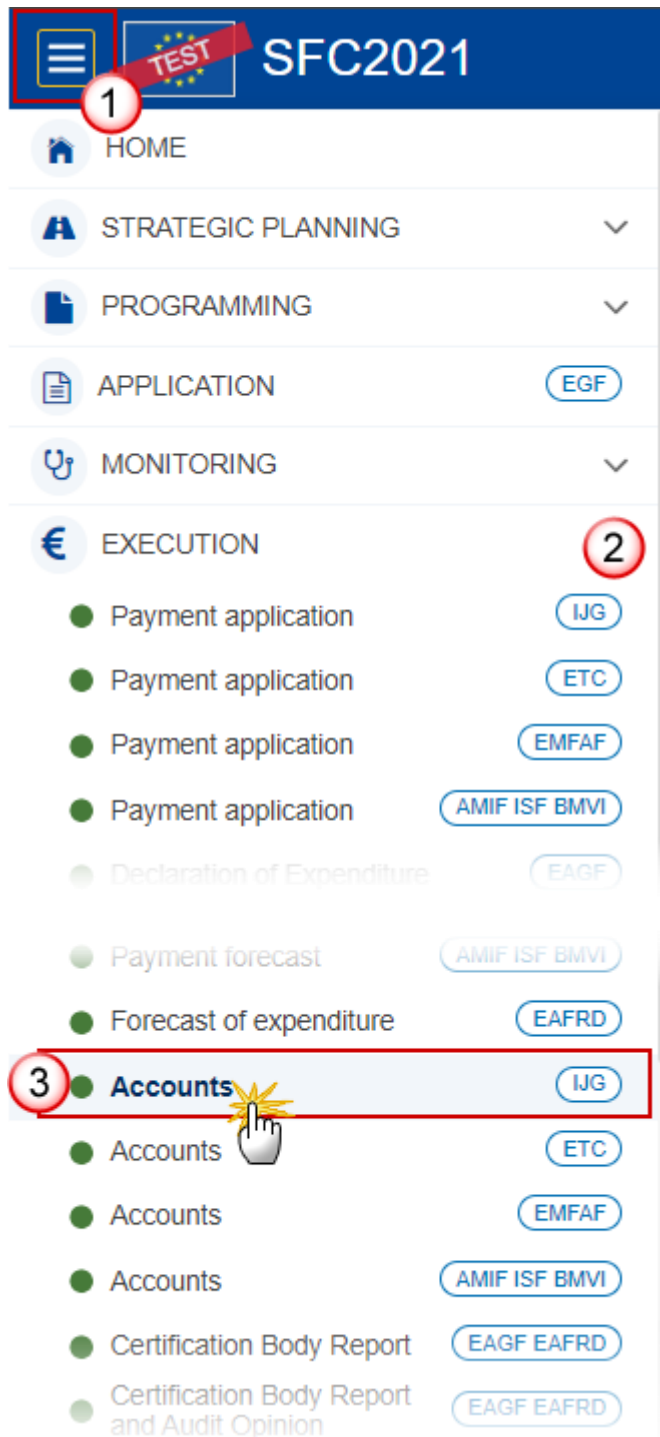 TEST SFC2021
1
HOME
STRATEGIC PLANNING
PROGRAMMING
APPLICATION EGF
MONITORING
€ EXECUTION 2
Payment application IJG
Payment application ETC
Payment application EMFAF
Payment application AMIF ISF BMVI
Declaration of Expenditure EAGF
Payment forecast AMIF ISF BMVI
Forecast of expenditure EAFRD
3 Accounts IJG
Accounts ETC
Accounts EMFAF
Accounts AMIF ISF BMVI
Certification Body Report EAGF EAFRD
Certification Body Report EAGF EAFRD
and Audit Opinion